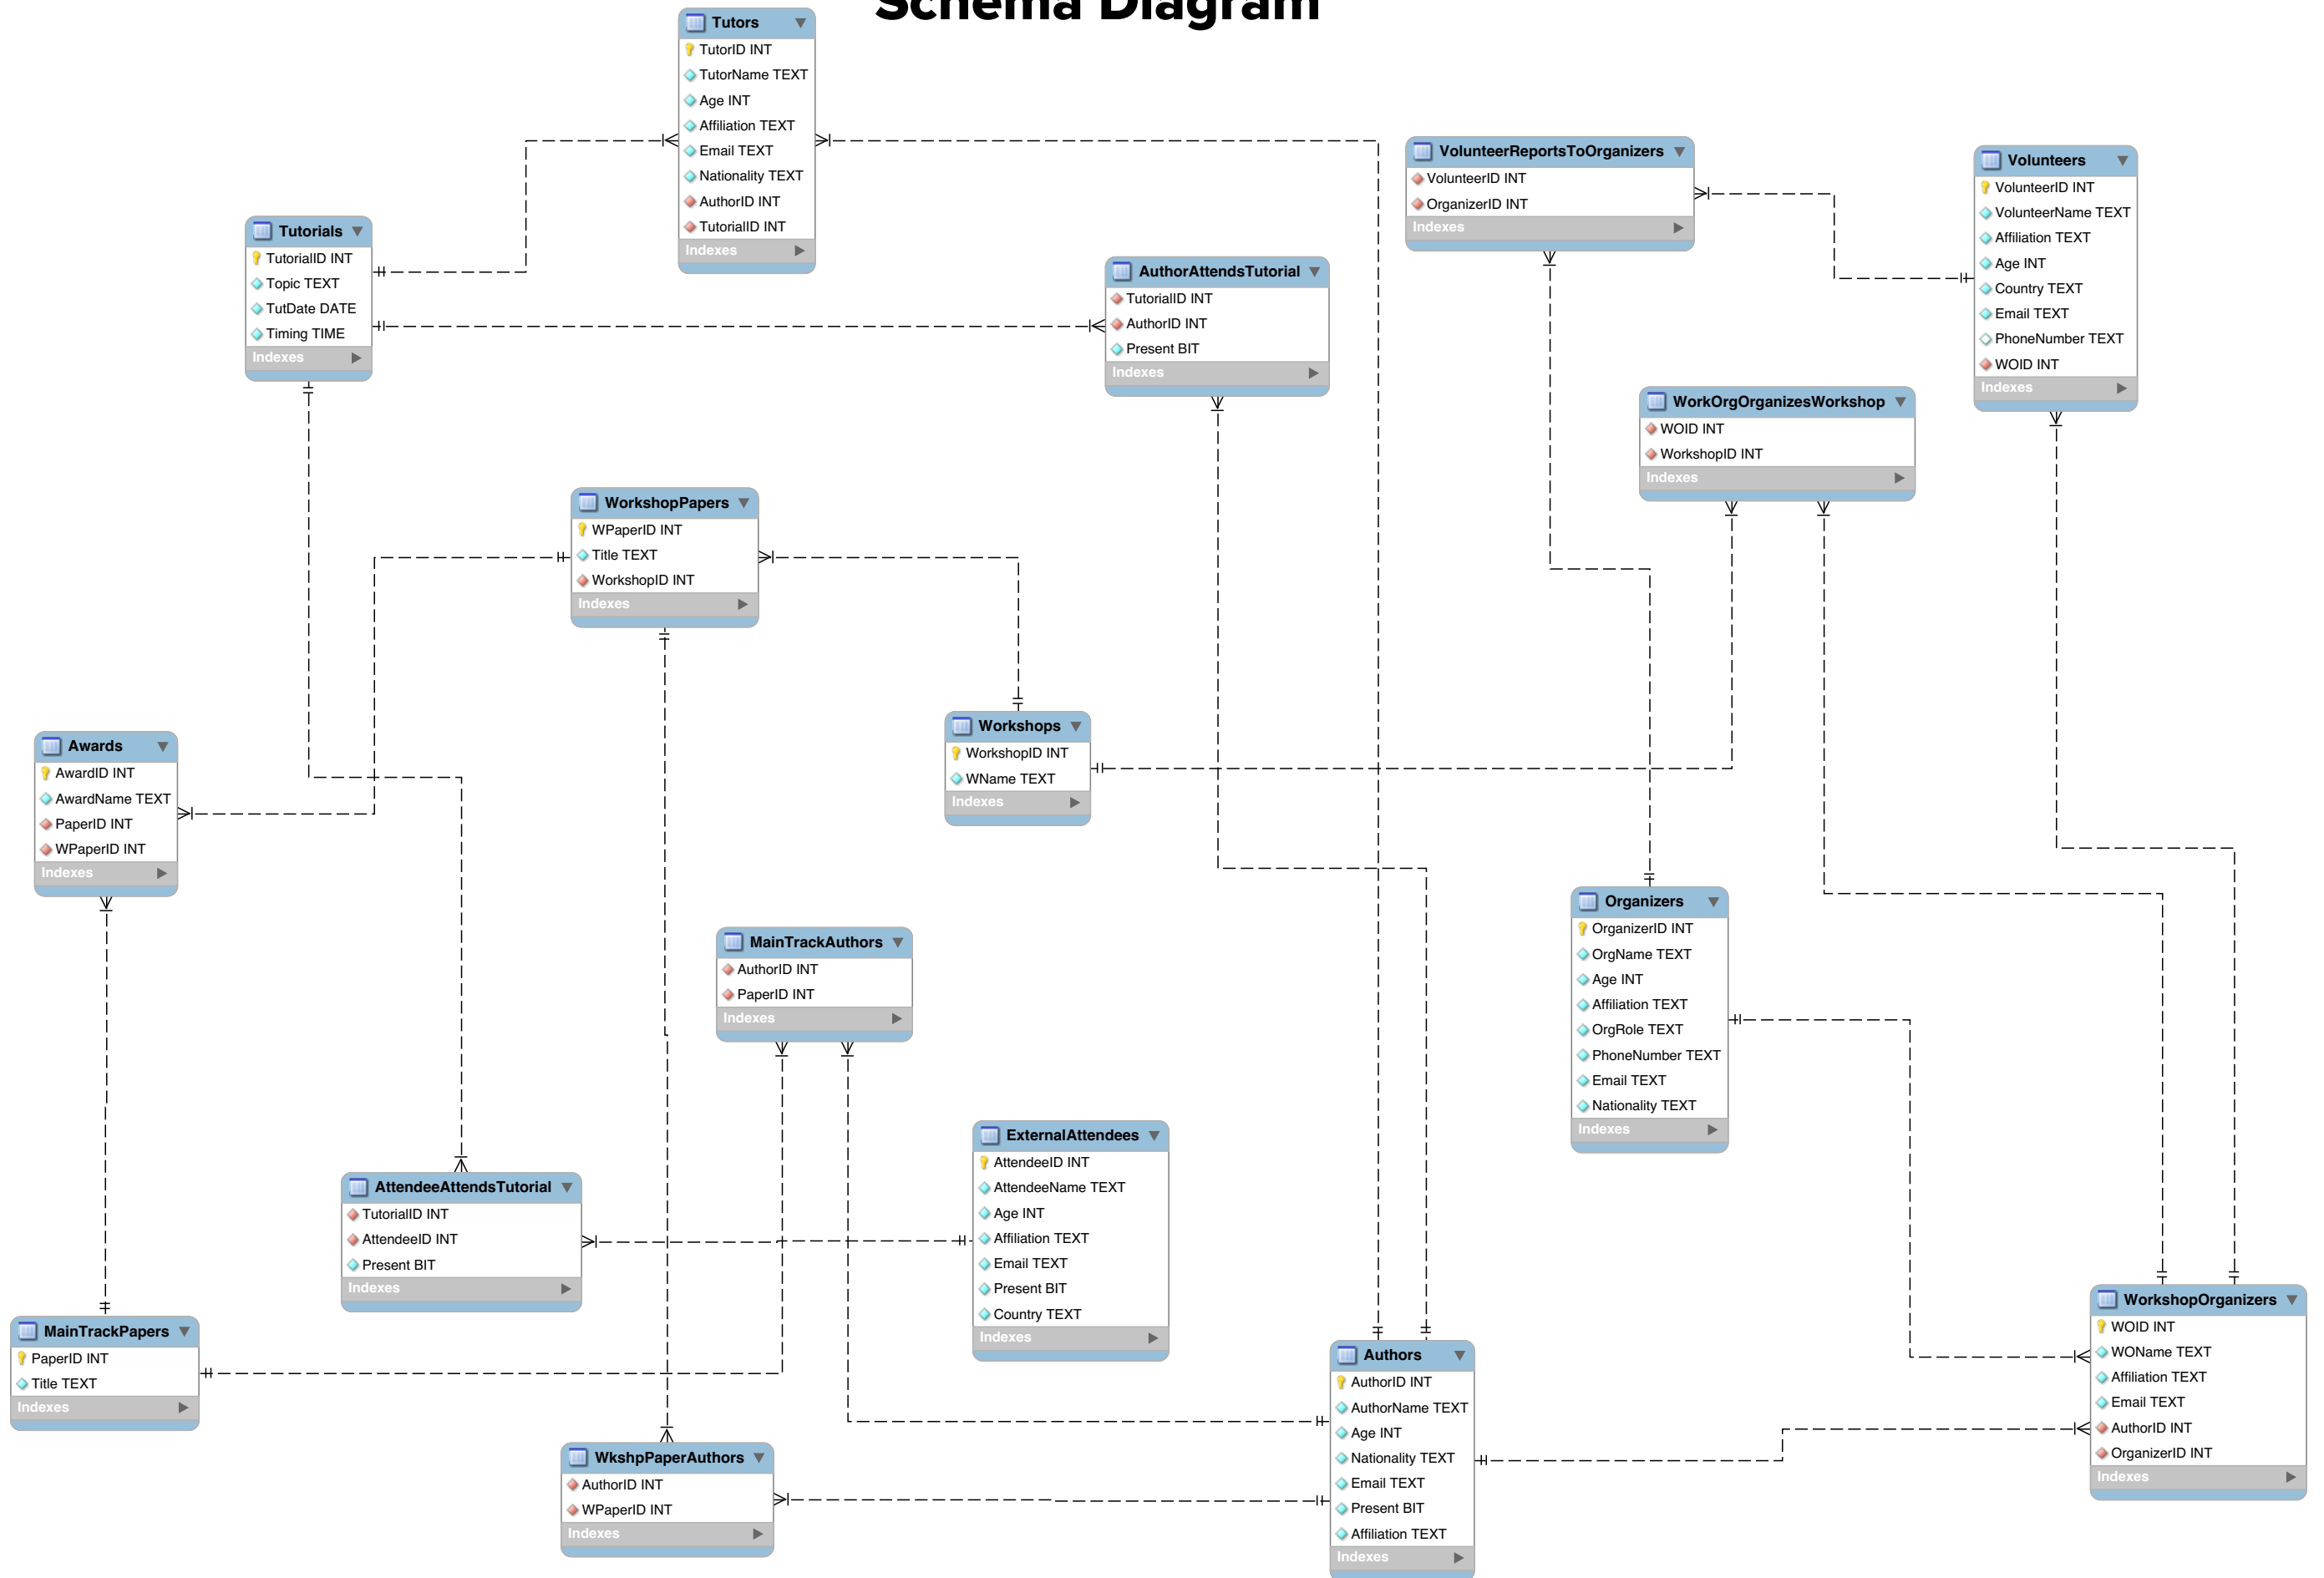 Schema Diagram
Tutors
TutorID INT
TutorName TEXT
Age INT
Affiliation TEXT
Email TEXT
Nationality TEXT
AuthorID INT
TutorialID INT
Indexes
VolunteerReportsToOrganizers
VolunteerID INT
OrganizerID INT
Indexes
Volunteers
VolunteerID INT
VolunteerName TEXT
Affiliation TEXT
Age INT
Country TEXT
Email TEXT
PhoneNumber TEXT
WOID INT
Indexes
Tutorials
TutorialID INT
Topic TEXT
TutDate DATE
Timing TIME
Indexes
AuthorAttendsTutorial
TutorialID INT
AuthorID INT
Present BIT
Indexes
WorkOrgOrganizesWorkshop
WOID INT
WorkshopID INT
Indexes
WorkshopPapers
WPaperID INT
Title TEXT
WorkshopID INT
Indexes
Workshops
WorkshopID INT
WName TEXT
Indexes
Awards
AwardID INT
AwardName TEXT
PaperID INT
WPaperID INT
Indexes
Organizers
OrganizerID INT
OrgName TEXT
Age INT
Affiliation TEXT
OrgRole TEXT
PhoneNumber TEXT
Email TEXT
Nationality TEXT
Indexes
MainTrackAuthors
AuthorID INT
PaperID INT
Indexes
ExternalAttendees
AttendeeID INT
AttendeeName TEXT
Age INT
Affiliation TEXT
Email TEXT
Present BIT
Country TEXT
Indexes
AttendeeAttendsTutorial
TutorialID INT
AttendeeID INT
Present BIT
Indexes
WorkshopOrganizers
WOID INT
WOName TEXT
Affiliation TEXT
Email TEXT
AuthorID INT
OrganizerID INT
Indexes
MainTrackPapers
PaperID INT
Title TEXT
Indexes
Authors
AuthorID INT
AuthorName TEXT
Age INT
Nationality TEXT
Email TEXT
Present BIT
Affiliation TEXT
Indexes
WkshpPaperAuthors
AuthorID INT
WPaperID INT
Indexes